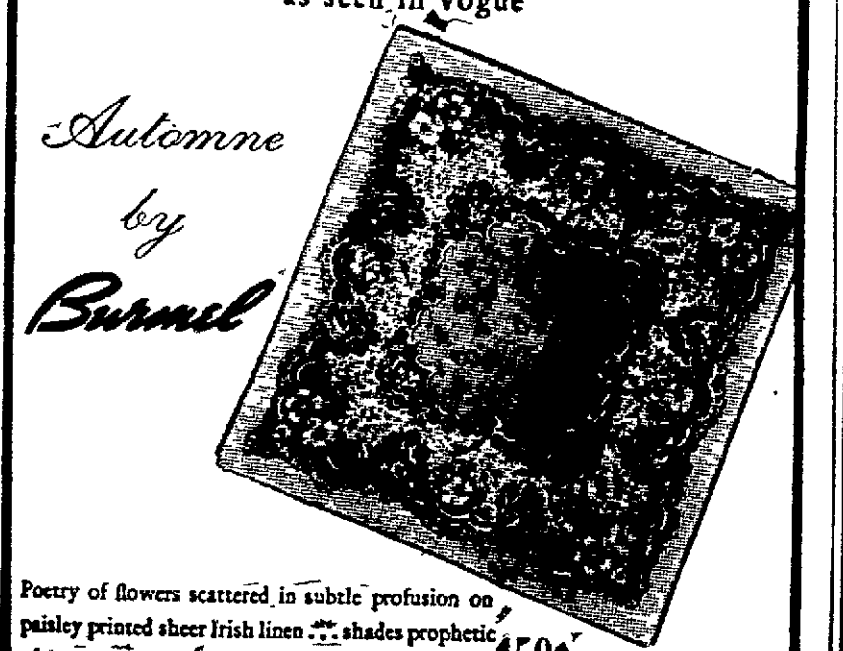 as seen in Vogue
Automne
by
Burmel
Poetry of flowers scattered in subtle profusion on
paisley printed sheer Irish linen ... shades prophetic